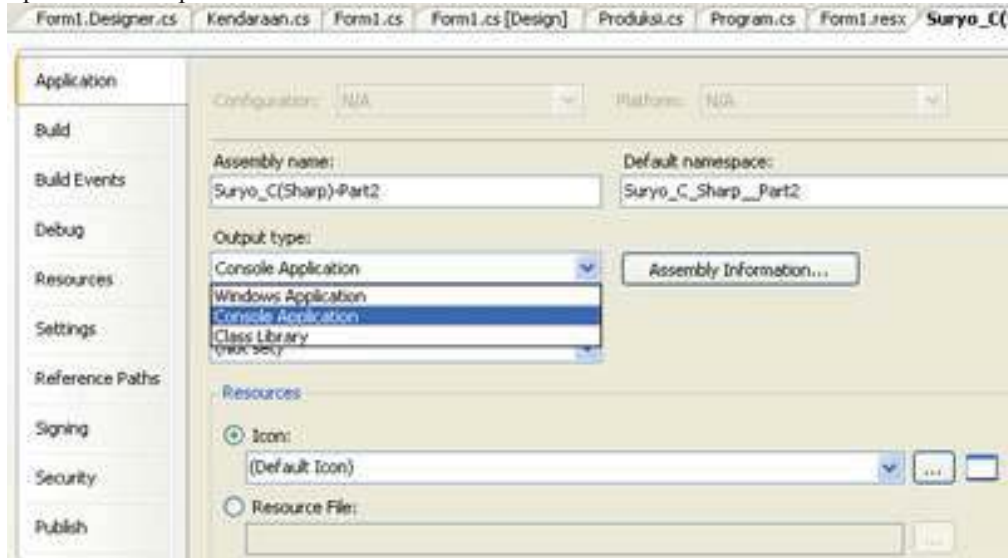 Form1.Designer.cs Kendaraan.cs Form1.cs Form1.cs [Design] Produksi.cs Program.cs Form1.resx Suryo_C(
Application
Configuration: N/A Platform: N/A
Build
Assembly name: Default namespace:
Build Events
Suryo_C(Sharp)-Part2 Suryo_C_Sharp__Part2
Debug
Output type:
Resources
Console Application Assembly Information...
Windows Application
Console Application
Settings
Class Library
(Not set)
Reference Paths
Resources
Signing
Icon:
Security
(Default Icon) ...
Resource File:
Publish
...